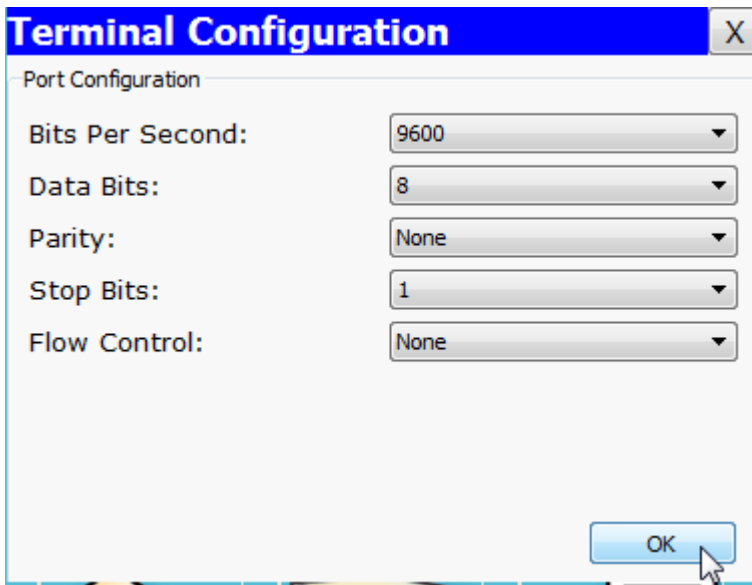 Terminal Configuration X
Port Configuration
Bits Per Second: 9600
Data Bits: 8
Parity: None
Stop Bits: 1
Flow Control: None
OK